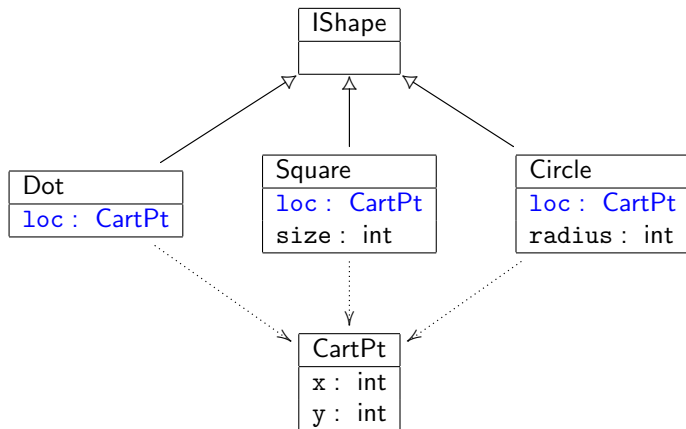 IShape
Dot
loc : CartPt
Square
loc : CartPt
size : int
Circle
loc : CartPt
radius : int
CartPt
x : int
y : int